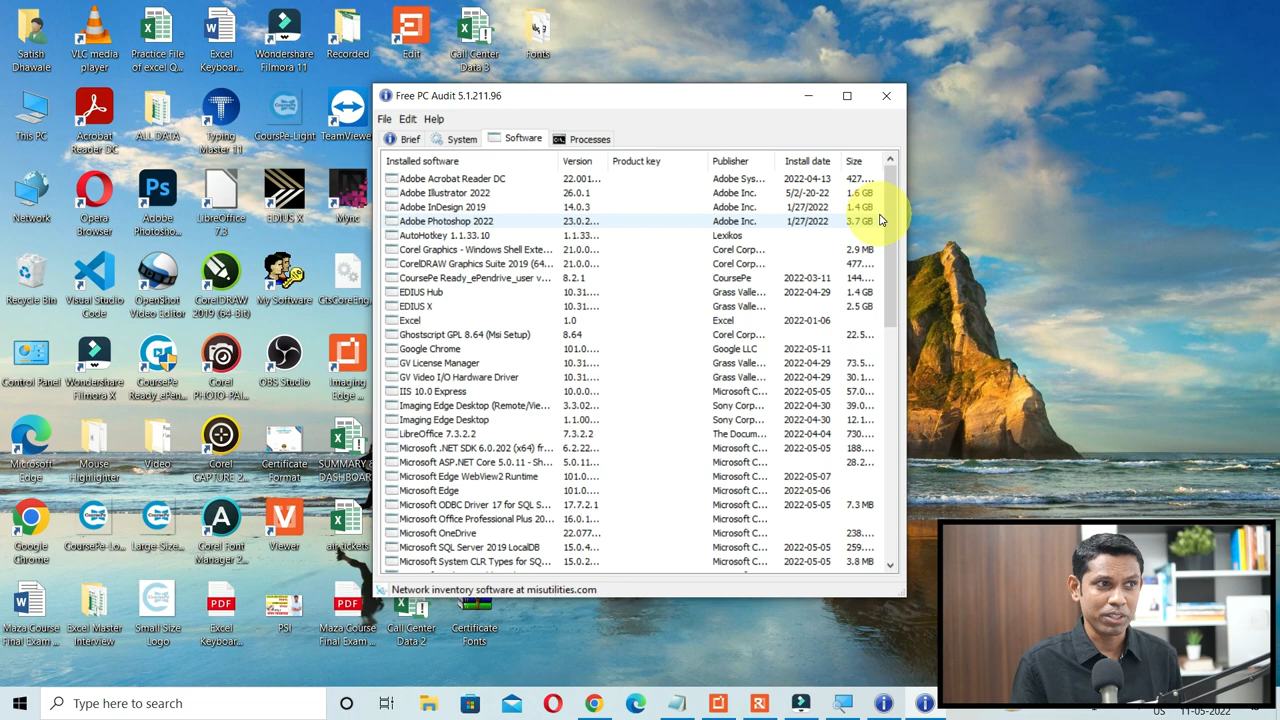 Satish
Dhawale
VLC media
player
Practice File
of excel Q...
Excel
Keyboar...
Wondershare
Filmora 11
Recorded
Edit
Call Center
Data 3
Fonts
This PC
Acrobat
Reader DC
ALL DATA
Typing
Master 11
CoursPe-Light
TeamViewer
Network
Opera
Browser
Adobe
Photosho...
LibreOffice
7.3
EDIUS X
Mync
Recycle Bin
Visual Studio
Code
OpenShot
Video Editor
CorelDRAW
2019 (64-Bit)
My Software
CitsCoreEng...
Control Panel
Wondershare
Filmora X
CoursePe
Ready_ePen...
Corel
PHOTO-PAI...
OBS Studio
Imaging
Edge ...
Microsoft
Edge
Mouse
Highlighter
Video
Corel
CAPTURE 2...
Certificate
Format
SUMMARY &
DASHBOARD
Google
Chrome
CoursePe-Lo...
Large-Size...
Corel Font
Manager 2...
Viewer
air tickets
Maza Course
Final Exam ...
Excel Master
Interview
Small Size
Logo
Excel
Keyboar...
PSI
Maza Course
Final Exam ...
Call Center
Data 2
Certificate
Fonts
Free PC Audit 5.1.211.96
File Edit Help
Brief System Software Processes
Installed software Version Product key Publisher Install date Size
Adobe Acrobat Reader DC 22.001... Adobe Sys... 2022-04-13 427....
Adobe Illustrator 2022 26.0.1 Adobe Inc. 5/2/-20-22 1.6 GB
Adobe InDesign 2019 14.0.3 Adobe Inc. 1/27/2022 1.4 GB
Adobe Photoshop 2022 23.0.2... Adobe Inc. 1/27/2022 3.7 GB
AutoHotkey 1.1.33.10 1.1.33... Lexikos
Corel Graphics - Windows Shell Exte... 21.0.0... Corel Corp... 2.9 MB
CorelDRAW Graphics Suite 2019 (64... 21.0.0... Corel Corp... 477....
CoursePe Ready_ePendrive_user v... 8.2.1 CoursePe 2022-03-11 144....
EDIUS Hub 10.31.... Grass Valle... 2022-04-29 1.4 GB
EDIUS X 10.31.... Grass Valle... 2.5 GB
Excel 1.0 Excel 2022-01-06
Ghostscript GPL 8.64 (Msi Setup) 8.64 Corel Corp... 22.5...
Google Chrome 101.0.... Google LLC 2022-05-11
GV License Manager 10.31.... Grass Valle... 2022-04-29 73.5...
GV Video I/O Hardware Driver 10.31.... Grass Valle... 2022-04-29 30.1...
IIS 10.0 Express 10.0.0... Microsoft C... 2022-05-05 57.0...
Imaging Edge Desktop (Remote/Vie... 3.3.02... Sony Corp... 2022-04-30 39.0...
Imaging Edge Desktop 1.1.00... Sony Corp... 2022-04-30 12.1...
LibreOffice 7.3.2.2 7.3.2.2 The Docum... 2022-04-04 730....
Microsoft .NET SDK 6.0.202 (x64) fr... 6.2.22... Microsoft C... 2022-05-05 188....
Microsoft ASP.NET Core 5.0.11 - Sh... 5.0.11... Microsoft C... 28.2...
Microsoft Edge WebView2 Runtime 101.0.... Microsoft C... 2022-05-07
Microsoft Edge 101.0.... Microsoft C... 2022-05-06
Microsoft ODBC Driver 17 for SQL S... 17.7.2.1 Microsoft C... 2022-05-05 7.3 MB
Microsoft Office Professional Plus 20... 16.0.1... Microsoft C...
Microsoft OneDrive 22.077... Microsoft C... 238....
Microsoft SQL Server 2019 LocalDB 15.0.4... Microsoft C... 2022-05-05 259....
Microsoft System CLR Types for SQ... 15.0.2... Microsoft C... 2022-05-05 3.8 MB
Network inventory software at misutilities.com
Type here to search
US 11-05-2022